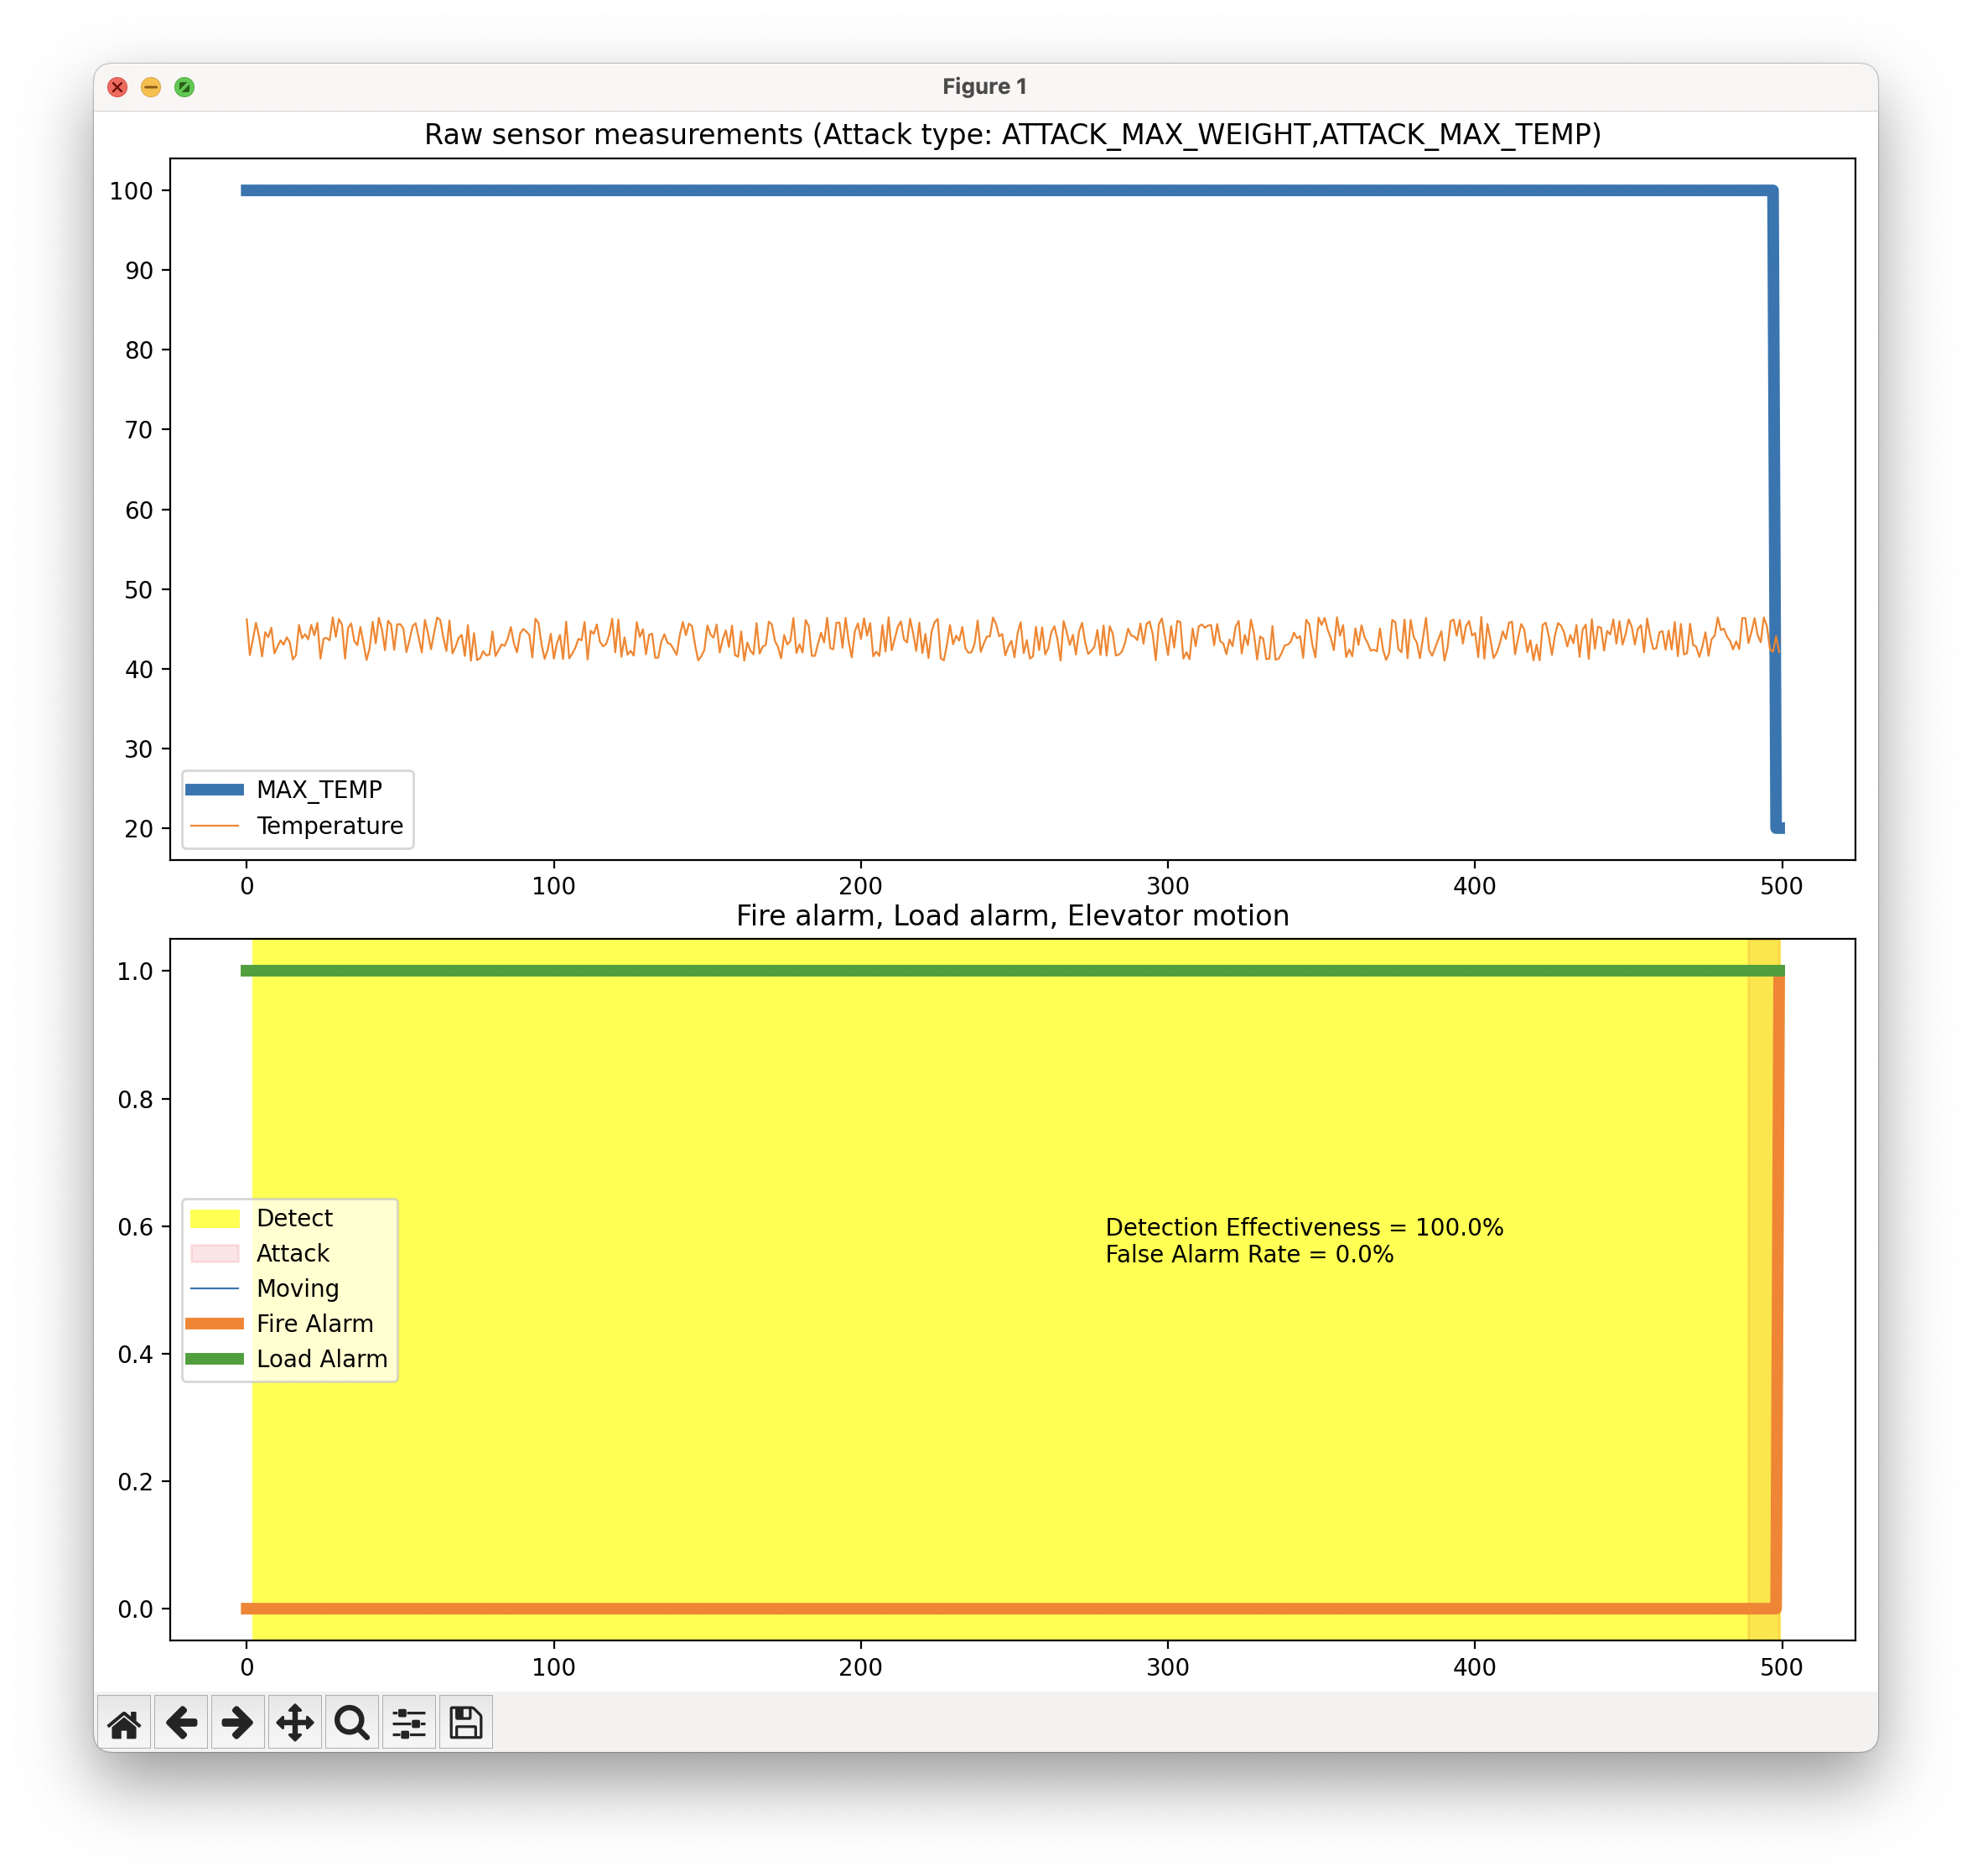 Figure 1
Raw sensor measurements (Attack type: ATTACK_MAX_WEIGHT,ATTACK_MAX_TEMP)
100
90
80
70
60
50
40
30
20
MAX_TEMP
Temperature
0 100 200 300 400 500
Fire alarm, Load alarm, Elevator motion
1.0
0.8
0.6
0.4
0.2
0.0
Detect
Attack
Moving
Fire Alarm
Load Alarm
Detection Effectiveness = 100.0%
False Alarm Rate = 0.0%
0 100 200 300 400 500